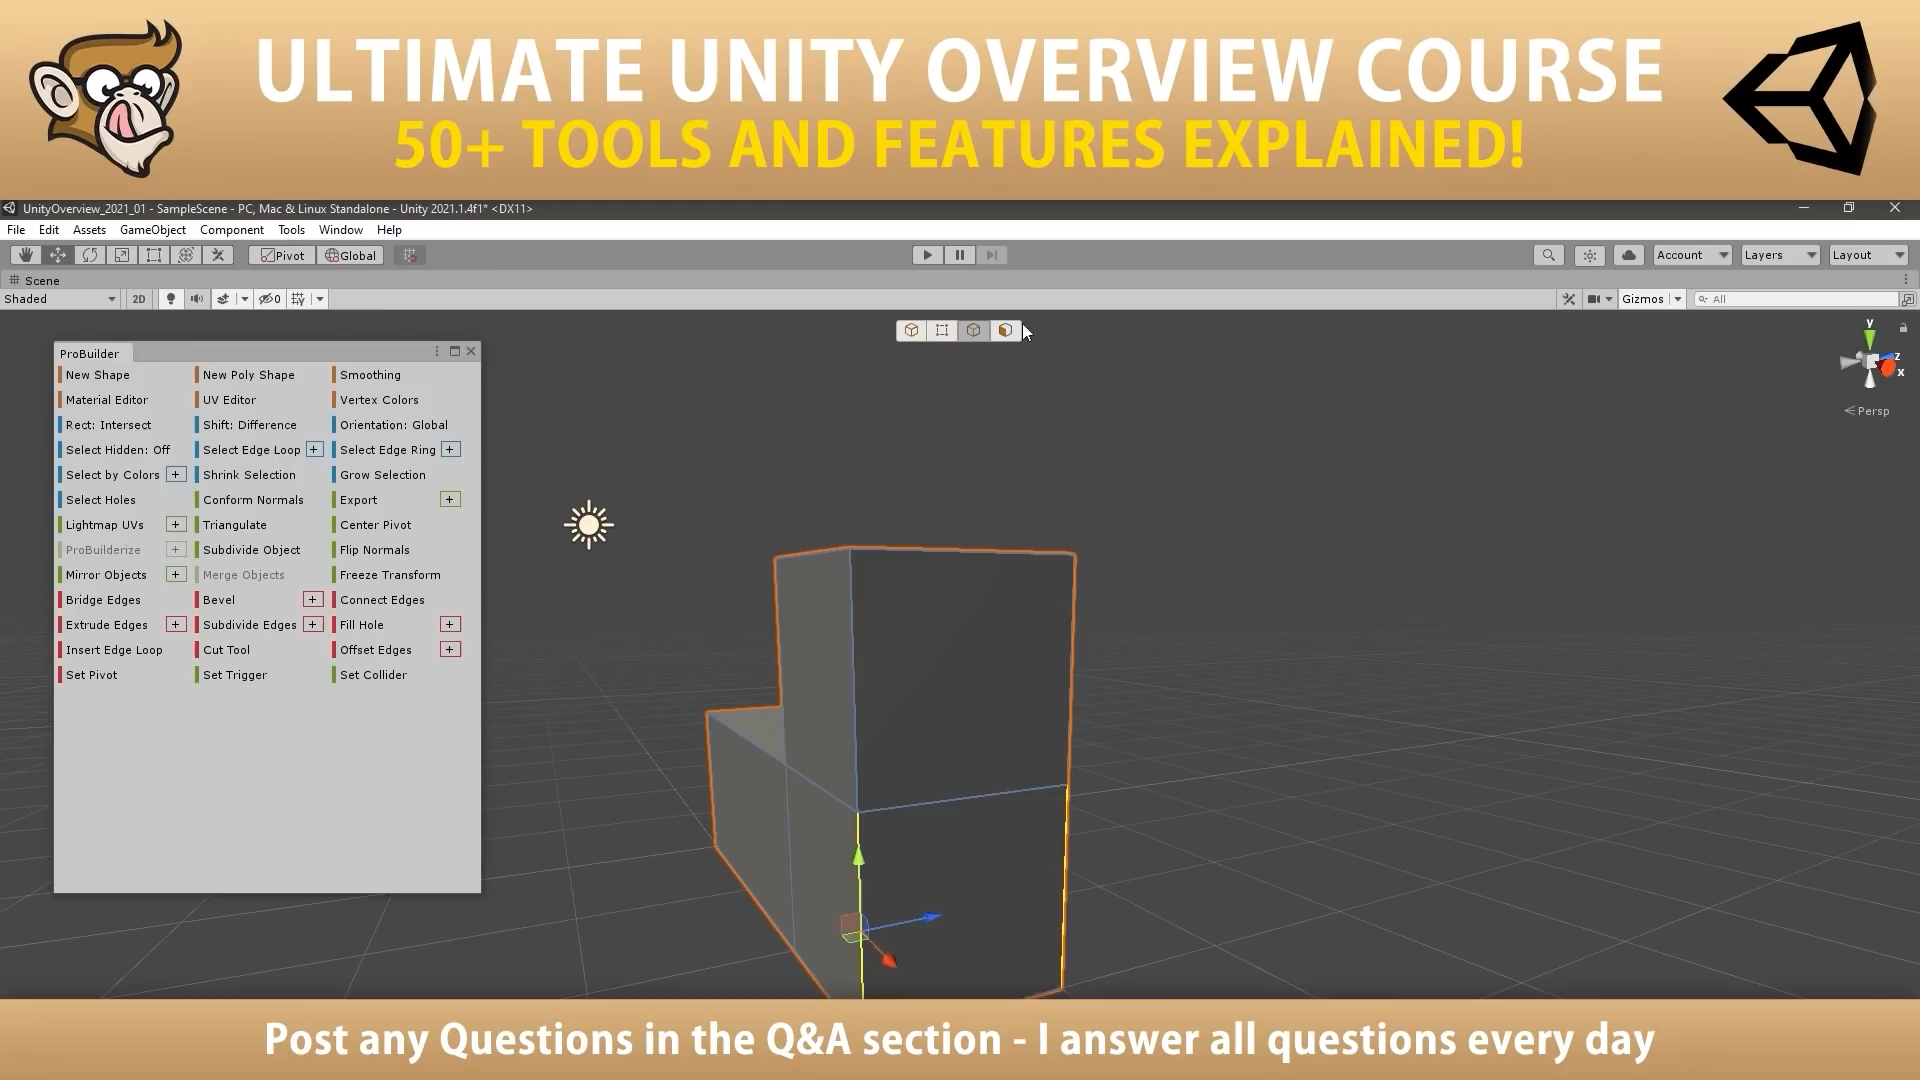 ULTIMATE UNITY OVERVIEW COURSE
50+ TOOLS AND FEATURES EXPLAINED!
UnityOverview_2021_01 - SampleScene - PC, Mac & Linux Standalone - Unity 2021.1.4f1* <DX11>
File Edit Assets GameObject Component Tools Window Help
Pivot Global Account Layers Layout
Scene
Shaded 2D 0 Gizmos All
ProBuilder
New Shape New Poly Shape Smoothing
Material Editor UV Editor Vertex Colors
Rect: Intersect Shift: Difference Orientation: Global
Select Hidden: Off Select Edge Loop + Select Edge Ring +
Select by Colors + Shrink Selection Grow Selection
Select Holes Conform Normals Export +
Lightmap UVs + Triangulate Center Pivot
ProBuilderize + Subdivide Object Flip Normals
Mirror Objects + Merge Objects Freeze Transform
Bridge Edges Bevel + Connect Edges
Extrude Edges + Subdivide Edges + Fill Hole +
Insert Edge Loop Cut Tool Offset Edges +
Set Pivot Set Trigger Set Collider
y
z
x
< Persp
Post any Questions in the Q&A section - I answer all questions every day